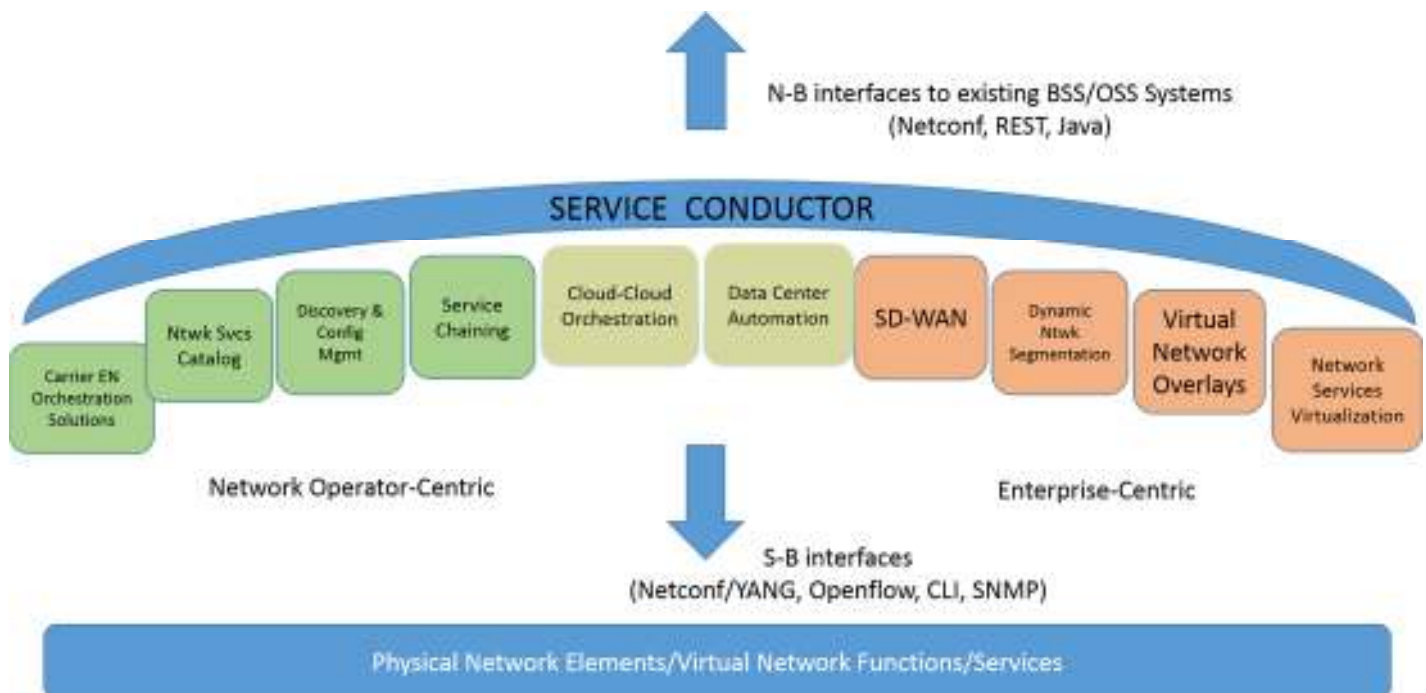 N-B interfaces to existing BSS/OSS Systems
(Netconf, REST, Java)
SERVICE CONDUCTOR
Carrier EN
Orchestration
Solutions
Ntwk Svcs
Catalog
Discovery &
Config
Mgmt
Service
Chaining
Cloud-Cloud
Orchestration
Data Center
Automation
SD-WAN
Dynamic
Ntwk
Segmentation
Virtual
Network
Overlays
Network
Services
Virtualization
Network Operator-Centric
Enterprise-Centric
S-B interfaces
(Netconf/YANG, Openflow, CLI, SNMP)
Physical Network Elements/Virtual Network Functions/Services